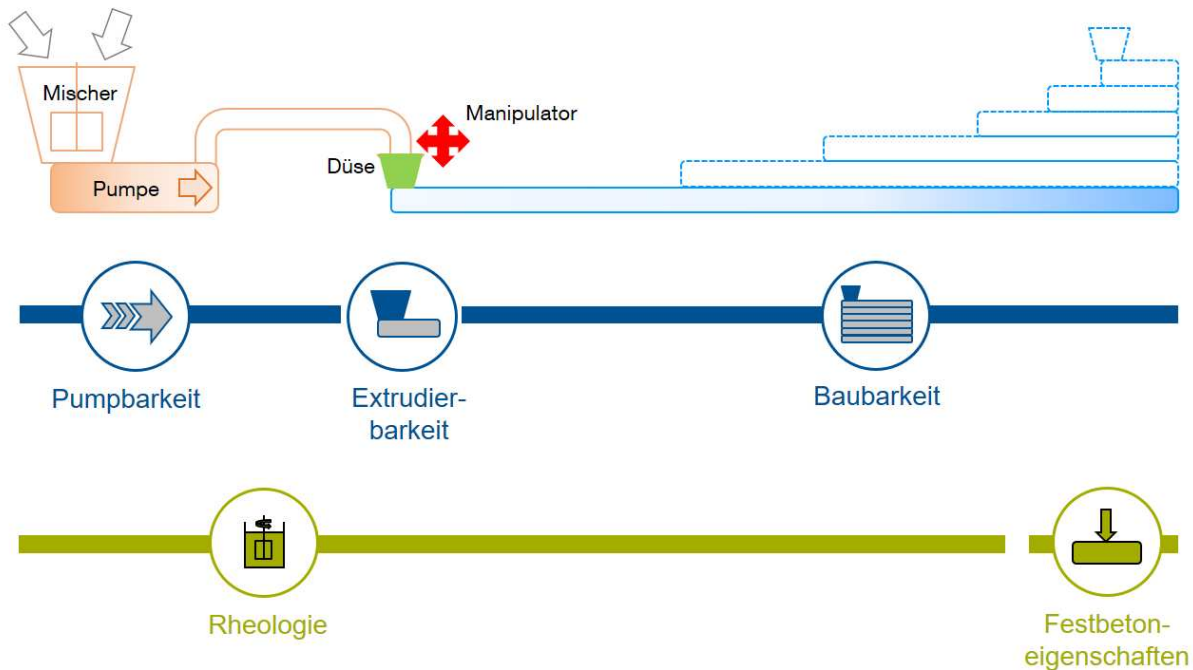 Mischer
Manipulator
Düse
Pumpe
Pumpbarkeit
Extrudier-
barkeit
Baubarkeit
Rheologie
Festbeton-
eigenschaften